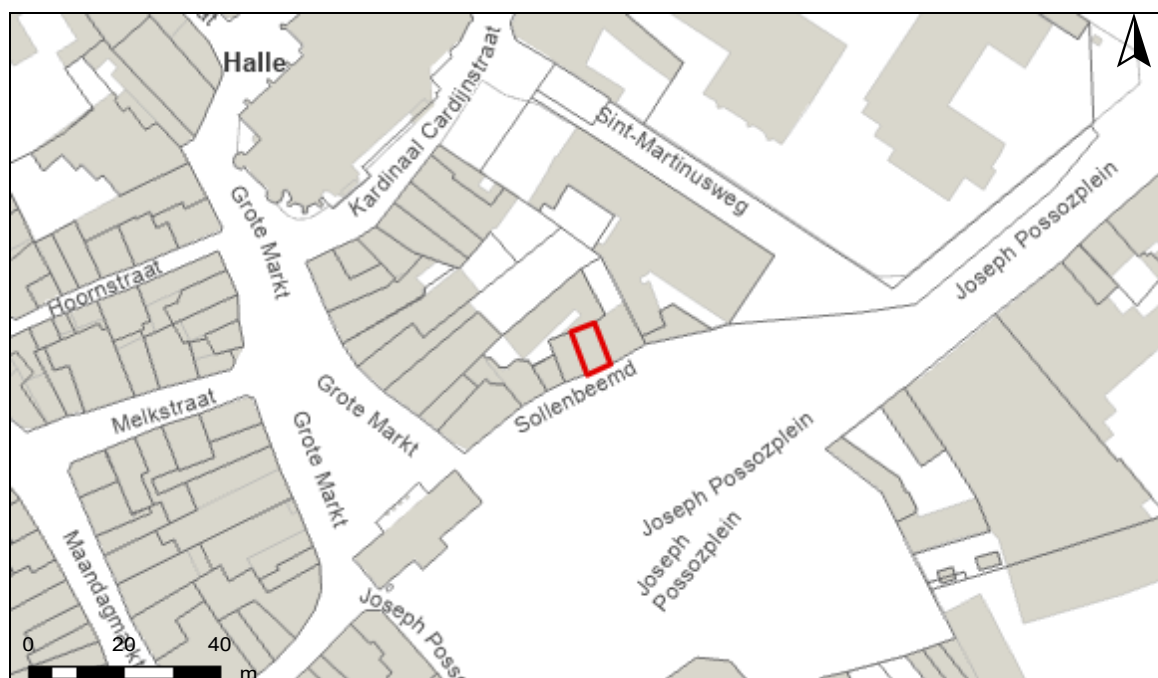 Halle
Kardinaal Cardijnstraat
Sint-Martinusweg
Grote Markt
Joseph Possozplein
Hoornstraat
Grote Markt
Sollenbeemd
Melkstraat
Grote Markt
Joseph Possozplein
Joseph
Possozplein
Maandagmarkt
Joseph Posso
0 20 40
m